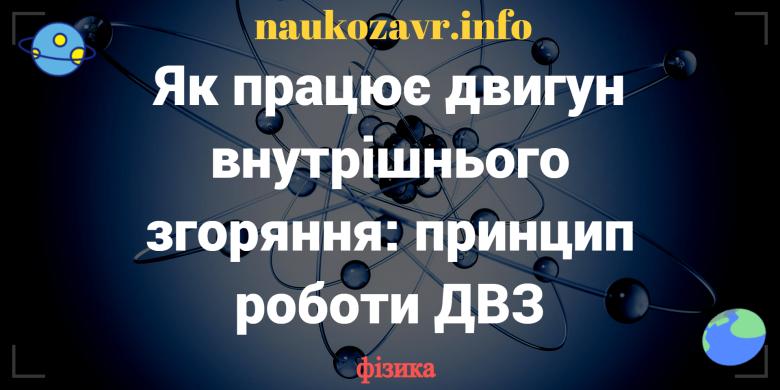 naukozavr.info
Як працює двигун
внутрішнього
згоряння: принцип
роботи ДВЗ
фізика